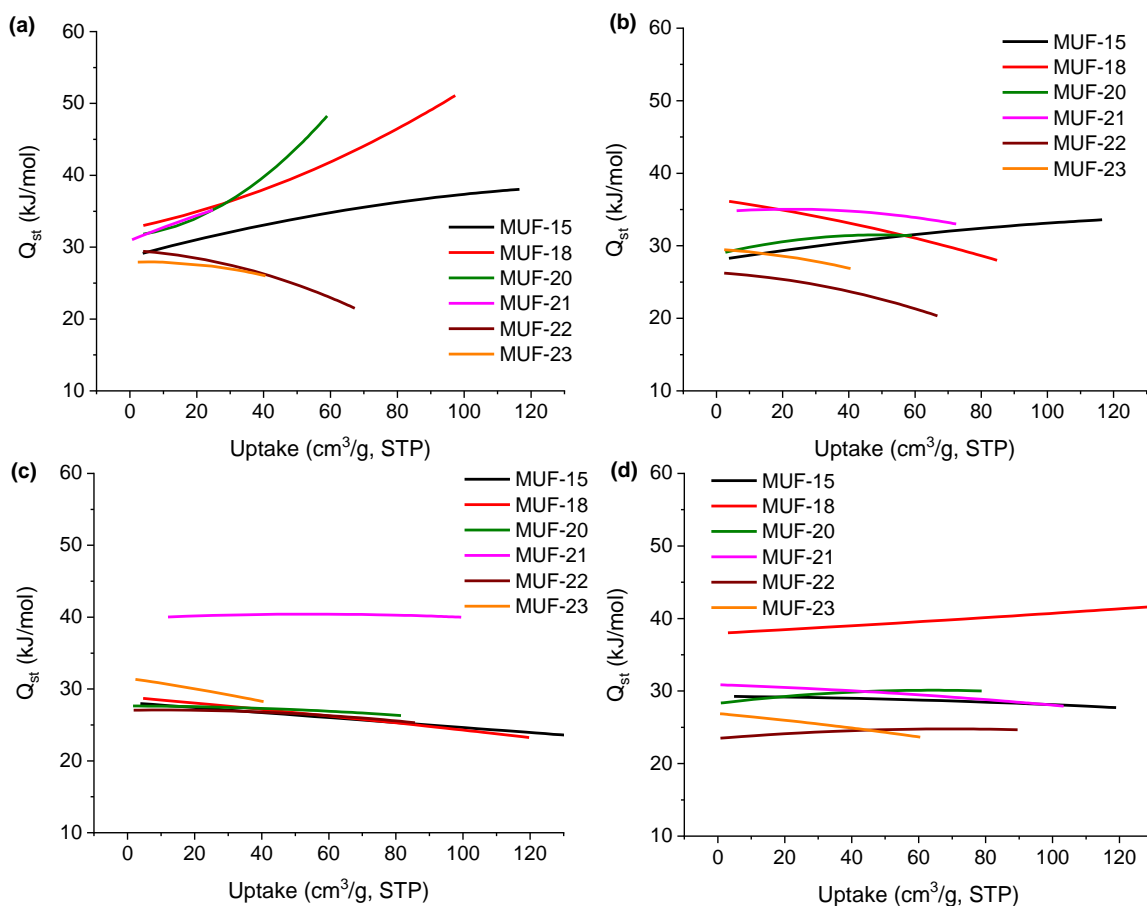 (a)
60
50
40
30
20
10
Q_st (kJ/mol)
MUF-15
MUF-18
MUF-20
MUF-21
MUF-22
MUF-23
0 20 40 60 80 100 120
Uptake (cm³/g, STP)
(b)
60
50
40
30
20
10
Q_st (kJ/mol)
MUF-15
MUF-18
MUF-20
MUF-21
MUF-22
MUF-23
0 20 40 60 80 100 120
Uptake (cm³/g, STP)
(c)
60
50
40
30
20
10
Q_st (kJ/mol)
MUF-15
MUF-18
MUF-20
MUF-21
MUF-22
MUF-23
0 20 40 60 80 100 120
Uptake (cm³/g, STP)
(d)
60
50
40
30
20
10
Q_st (kJ/mol)
MUF-15
MUF-18
MUF-20
MUF-21
MUF-22
MUF-23
0 20 40 60 80 100 120
Uptake (cm³/g, STP)